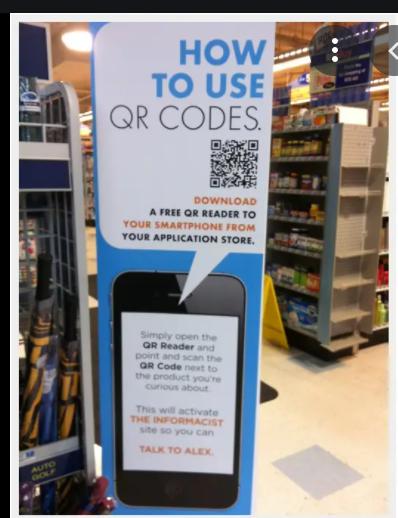 HOW
TO USE
QR CODES.
DOWNLOAD
A FREE QR READER TO
YOUR SMARTPHONE FROM
YOUR APPLICATION STORE.
Simply open the
QR Reader and
point and scan the
QR Code next to
the product you're
curious about.
This will activate
THE INFORMACIST
site so you can
TALK TO ALEX.
AUTO
GOLF